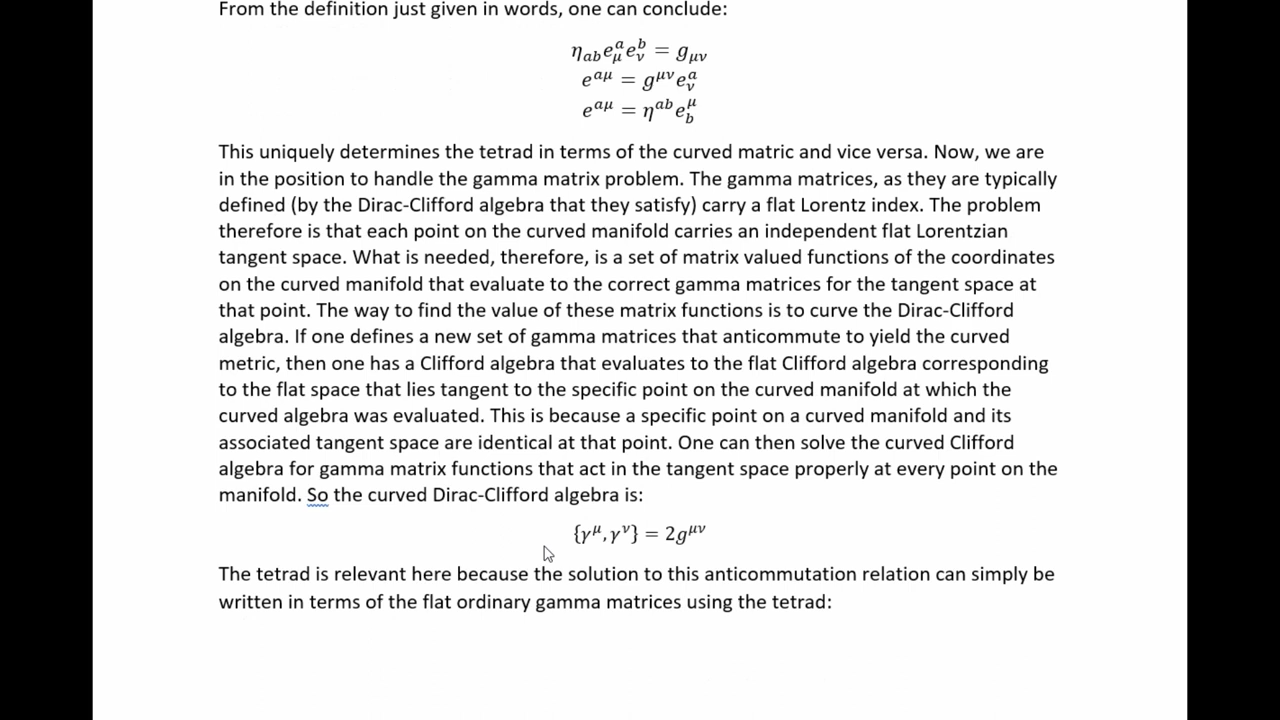 From the definition just given in words, one can conclude:
η_{ab}e^a_μ e^b_ν = g_{μν}
e^{aμ} = g^{μν}e^a_ν
e^{aμ} = η^{ab}e^μ_b
This uniquely determines the tetrad in terms of the curved matric and vice versa. Now, we are
in the position to handle the gamma matrix problem. The gamma matrices, as they are typically
defined (by the Dirac-Clifford algebra that they satisfy) carry a flat Lorentz index. The problem
therefore is that each point on the curved manifold carries an independent flat Lorentzian
tangent space. What is needed, therefore, is a set of matrix valued functions of the coordinates
on the curved manifold that evaluate to the correct gamma matrices for the tangent space at
that point. The way to find the value of these matrix functions is to curve the Dirac-Clifford
algebra. If one defines a new set of gamma matrices that anticommute to yield the curved
metric, then one has a Clifford algebra that evaluates to the flat Clifford algebra corresponding
to the flat space that lies tangent to the specific point on the curved manifold at which the
curved algebra was evaluated. This is because a specific point on a curved manifold and its
associated tangent space are identical at that point. One can then solve the curved Clifford
algebra for gamma matrix functions that act in the tangent space properly at every point on the
manifold. So the curved Dirac-Clifford algebra is:
{γ^μ, γ^ν} = 2g^{μν}
The tetrad is relevant here because the solution to this anticommutation relation can simply be
written in terms of the flat ordinary gamma matrices using the tetrad: